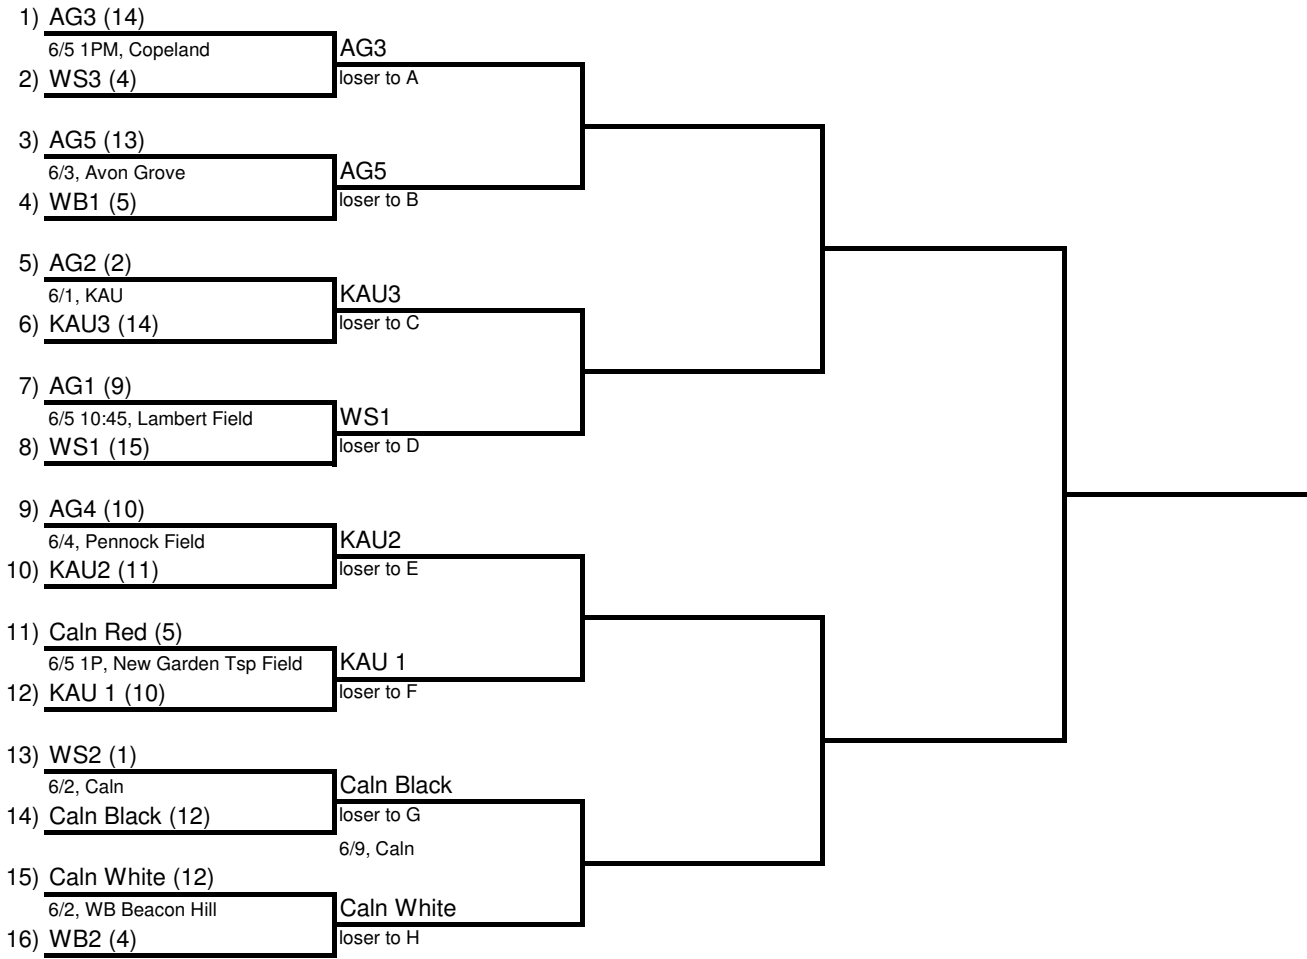 1) AG3 (14)
6/5 1PM, Copeland
AG3
loser to A
2) WS3 (4)
3) AG5 (13)
6/3, Avon Grove
AG5
loser to B
4) WB1 (5)
5) AG2 (2)
6/1, KAU
KAU3
loser to C
6) KAU3 (14)
7) AG1 (9)
6/5 10:45, Lambert Field
WS1
loser to D
8) WS1 (15)
9) AG4 (10)
6/4, Pennock Field
KAU2
loser to E
10) KAU2 (11)
11) Caln Red (5)
6/5 1P, New Garden Tsp Field
KAU 1
loser to F
12) KAU 1 (10)
13) WS2 (1)
6/2, Caln
Caln Black
loser to G
14) Caln Black (12)
6/9, Caln
15) Caln White (12)
6/2, WB Beacon Hill
Caln White
loser to H
16) WB2 (4)